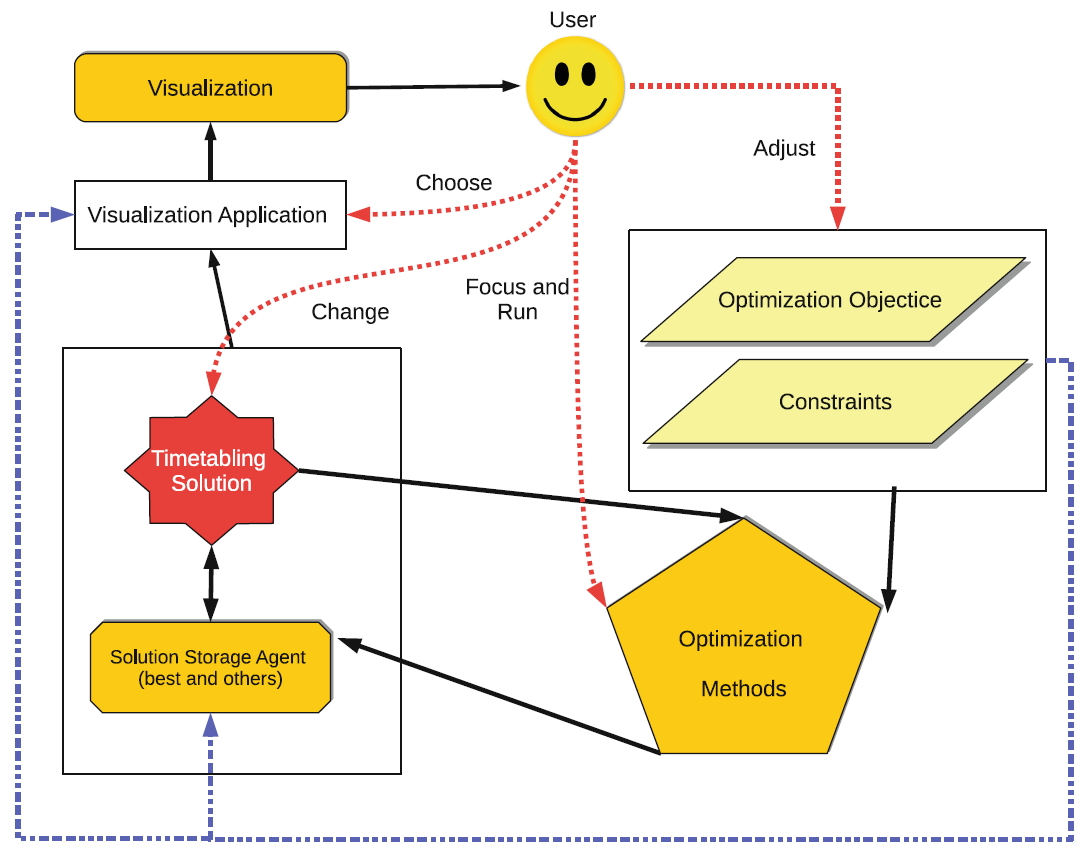 User
Visualization
Adjust
Choose
Visualization Application
Focus and
Run
Change
Optimization Objectice
Constraints
Timetabling
Solution
Optimization
Methods
Solution Storage Agent
(best and others)